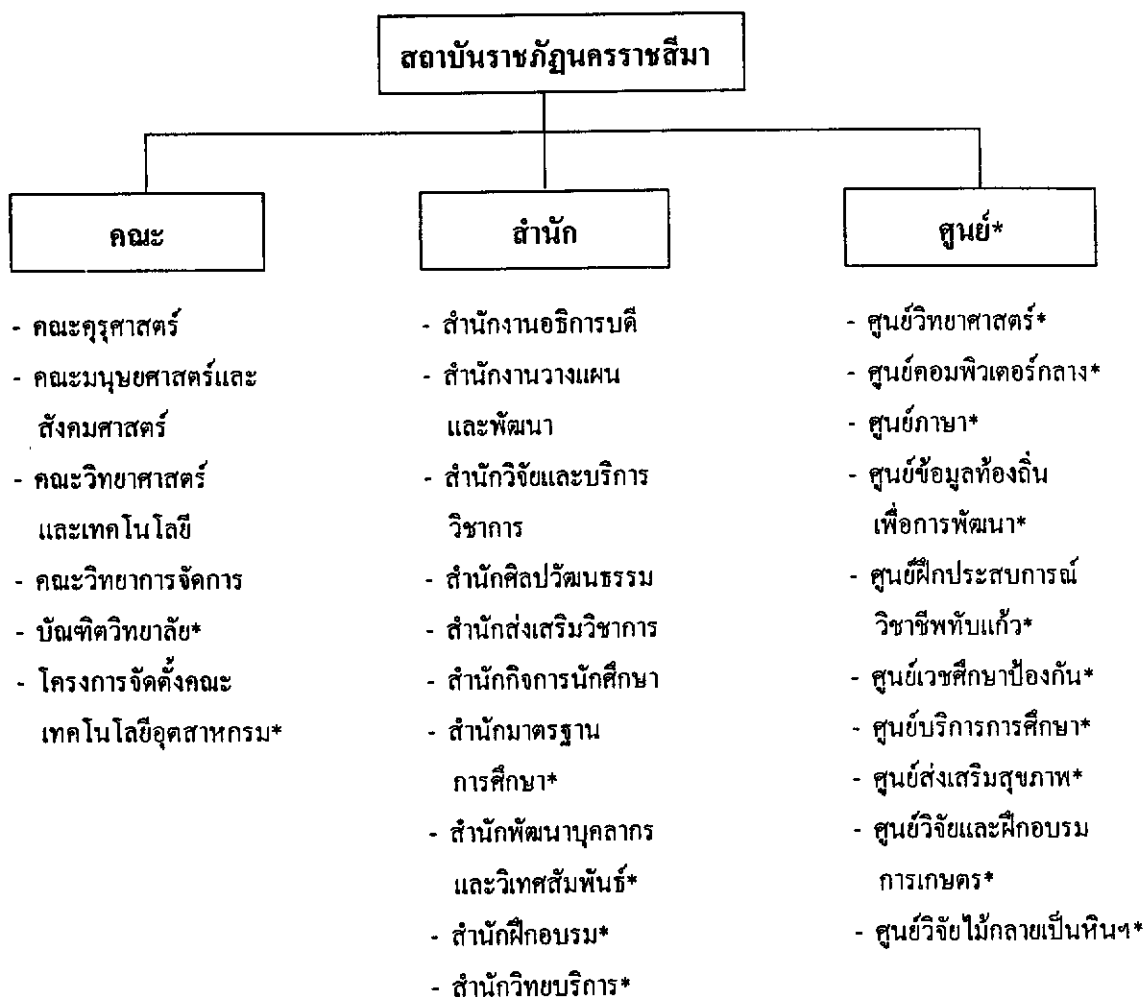 สถาบันราชภัฏนครราชสีมา
คณะ
- คณะคุรุศาสตร์
- คณะมนุษยศาสตร์และ
สังคมศาสตร์
- คณะวิทยาศาสตร์
และเทคโนโลยี
- คณะวิทยาการจัดการ
- บัณฑิตวิทยาลัย*
- โครงการจัดตั้งคณะ
เทคโนโลยีอุตสาหกรรม*
สำนัก
- สำนักงานอธิการบดี
- สำนักงานวางแผน
และพัฒนา
- สำนักวิจัยและบริการ
วิชาการ
- สำนักศิลปวัฒนธรรม
- สำนักส่งเสริมวิชาการ
- สำนักกิจการนักศึกษา
- สำนักมาตรฐาน
การศึกษา*
- สำนักพัฒนาบุคลากร
และวิเทศสัมพันธ์*
- สำนักฝึกอบรม*
- สำนักวิทยบริการ*
ศูนย์*
- ศูนย์วิทยาศาสตร์*
- ศูนย์คอมพิวเตอร์กลาง*
- ศูนย์ภาษา*
- ศูนย์ข้อมูลท้องถิ่น
เพื่อการพัฒนา*
- ศูนย์ฝึกประสบการณ์
วิชาชีพทับแก้ว*
- ศูนย์เวชศึกษาป้องกัน*
- ศูนย์บริการการศึกษา*
- ศูนย์ส่งเสริมสุขภาพ*
- ศูนย์วิจัยและฝึกอบรม
การเกษตร*
- ศูนย์วิจัยไม้กลายเป็นหินฯ*